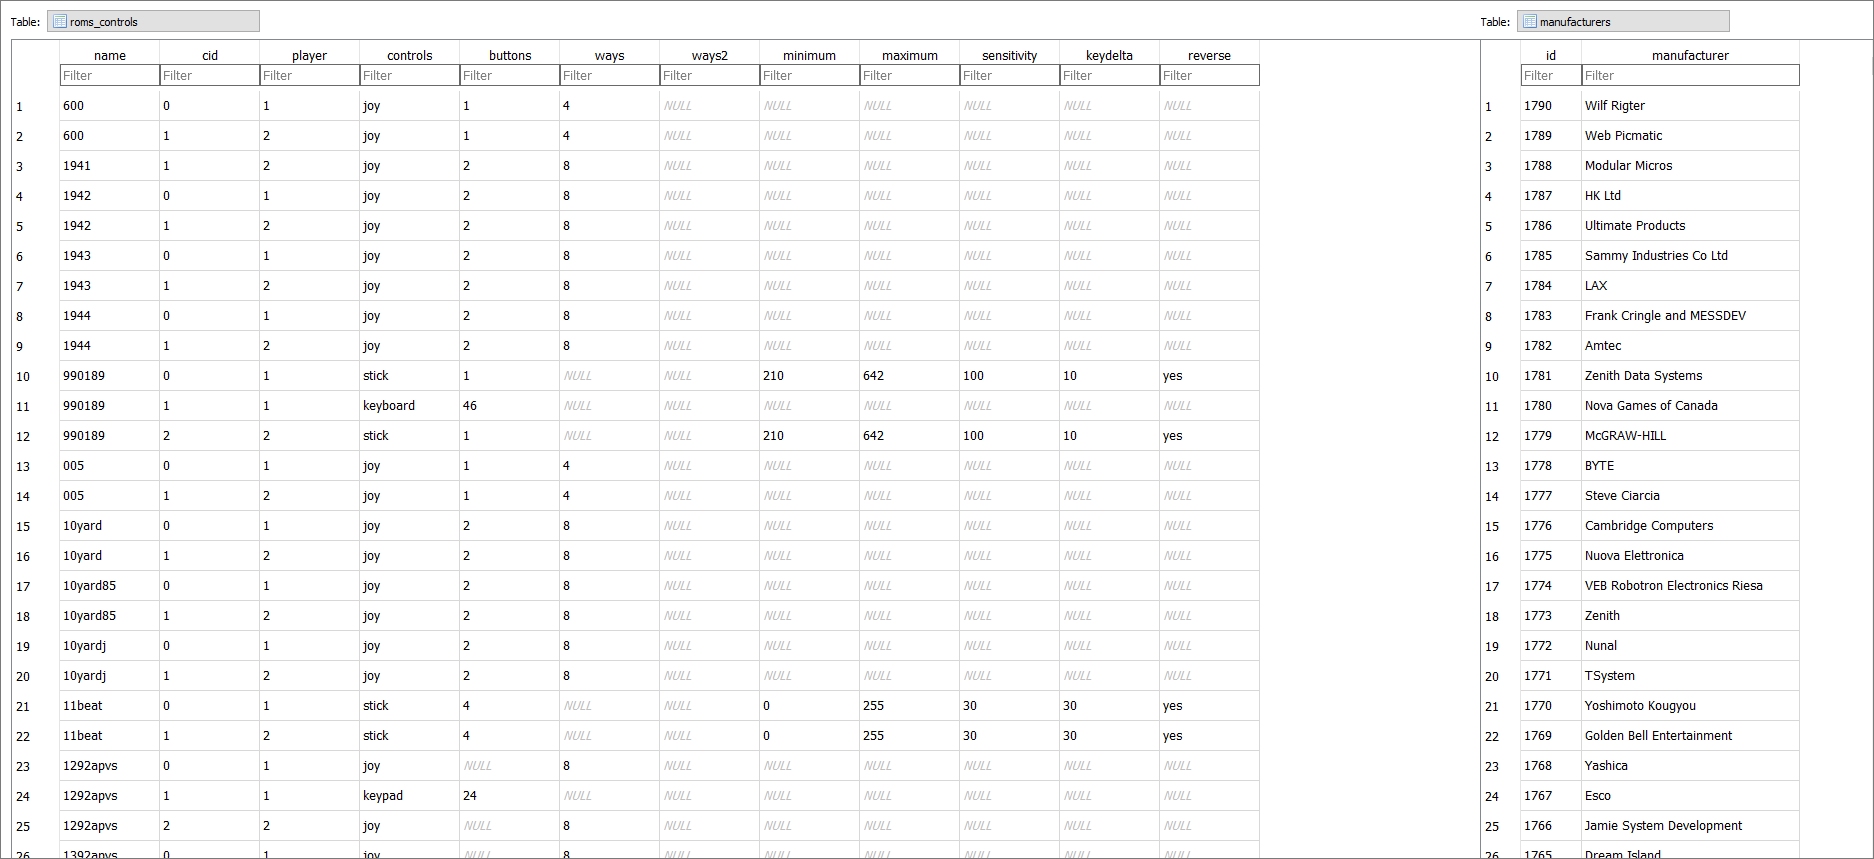 Table: roms_controls Table: manufacturers
name cid player controls buttons ways ways2 minimum maximum sensitivity keydelta reverse id manufacturer
Filter Filter Filter Filter Filter Filter Filter Filter Filter Filter Filter Filter Filter Filter
1 600 0 1 joy 1 4 NULL NULL NULL NULL NULL NULL 1 1790 Wilf Rigter
2 600 1 2 joy 1 4 NULL NULL NULL NULL NULL NULL 2 1789 Web Picmatic
3 1941 1 2 joy 2 8 NULL NULL NULL NULL NULL NULL 3 1788 Modular Micros
4 1942 0 1 joy 2 8 NULL NULL NULL NULL NULL NULL 4 1787 HK Ltd
5 1942 1 2 joy 2 8 NULL NULL NULL NULL NULL NULL 5 1786 Ultimate Products
6 1943 0 1 joy 2 8 NULL NULL NULL NULL NULL NULL 6 1785 Sammy Industries Co Ltd
7 1943 1 2 joy 2 8 NULL NULL NULL NULL NULL NULL 7 1784 LAX
8 1944 0 1 joy 2 8 NULL NULL NULL NULL NULL NULL 8 1783 Frank Cringle and MESSDEV
9 1944 1 2 joy 2 8 NULL NULL NULL NULL NULL NULL 9 1782 Amtec
10 990189 0 1 stick 1 NULL NULL 210 642 100 10 yes 10 1781 Zenith Data Systems
11 990189 1 1 keyboard 46 NULL NULL NULL NULL NULL NULL NULL 11 1780 Nova Games of Canada
12 990189 2 2 stick 1 NULL NULL 210 642 100 10 yes 12 1779 McGRAW-HILL
13 005 0 1 joy 1 4 NULL NULL NULL NULL NULL NULL 13 1778 BYTE
14 005 1 2 joy 1 4 NULL NULL NULL NULL NULL NULL 14 1777 Steve Ciarcia
15 10yard 0 1 joy 2 8 NULL NULL NULL NULL NULL NULL 15 1776 Cambridge Computers
16 10yard 1 2 joy 2 8 NULL NULL NULL NULL NULL NULL 16 1775 Nuova Elettronica
17 10yard85 0 1 joy 2 8 NULL NULL NULL NULL NULL NULL 17 1774 VEB Robotron Electronics Riesa
18 10yard85 1 2 joy 2 8 NULL NULL NULL NULL NULL NULL 18 1773 Zenith
19 10yardj 0 1 joy 2 8 NULL NULL NULL NULL NULL NULL 19 1772 Nunal
20 10yardj 1 2 joy 2 8 NULL NULL NULL NULL NULL NULL 20 1771 TSystem
21 11beat 0 1 stick 4 NULL NULL 0 255 30 30 yes 21 1770 Yoshimoto Kougyou
22 11beat 1 2 stick 4 NULL NULL 0 255 30 30 yes 22 1769 Golden Bell Entertainment
23 1292apvs 0 1 joy NULL 8 NULL NULL NULL NULL NULL NULL 23 1768 Yashica
24 1292apvs 1 1 keypad 24 NULL NULL NULL NULL NULL NULL NULL 24 1767 Esco
25 1292apvs 2 2 joy NULL 8 NULL NULL NULL NULL NULL NULL 25 1766 Jamie System Development
26 1392apvs 0 1 joy NULL 8 NULL NULL NULL NULL NULL NULL 26 1765 Dream Island